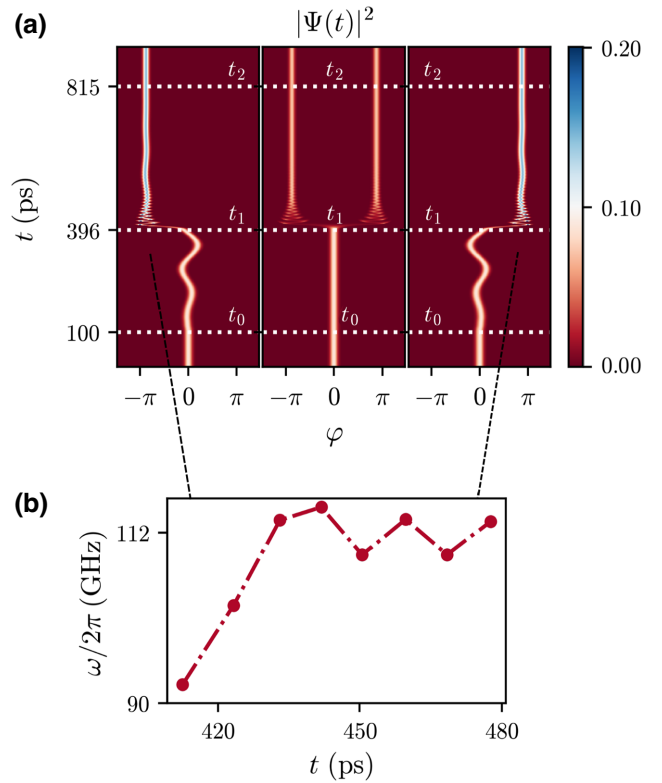 (a)
|Ψ(t)|²
t₂ t₂ t₂
815
t₁ t₁ t₁
396
t₀ t₀ t₀
100
t (ps)
0.20
0.10
0.00
−π 0 π −π 0 π −π 0 π
φ
(b)
112
90
ω/2π (GHz)
420 450 480
t (ps)